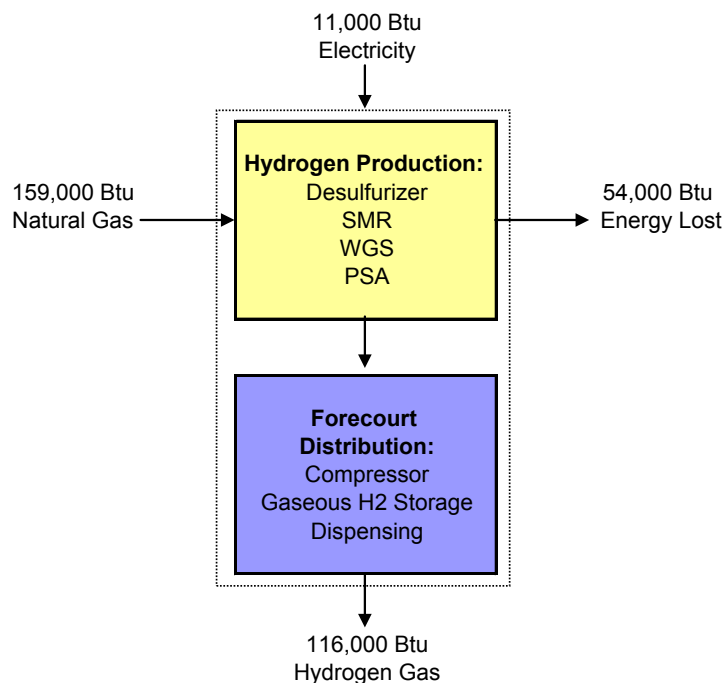 11,000 Btu
Electricity
Hydrogen Production:
Desulfurizer
SMR
WGS
PSA
159,000 Btu
Natural Gas
54,000 Btu
Energy Lost
Forecourt
Distribution:
Compressor
Gaseous H2 Storage
Dispensing
116,000 Btu
Hydrogen Gas